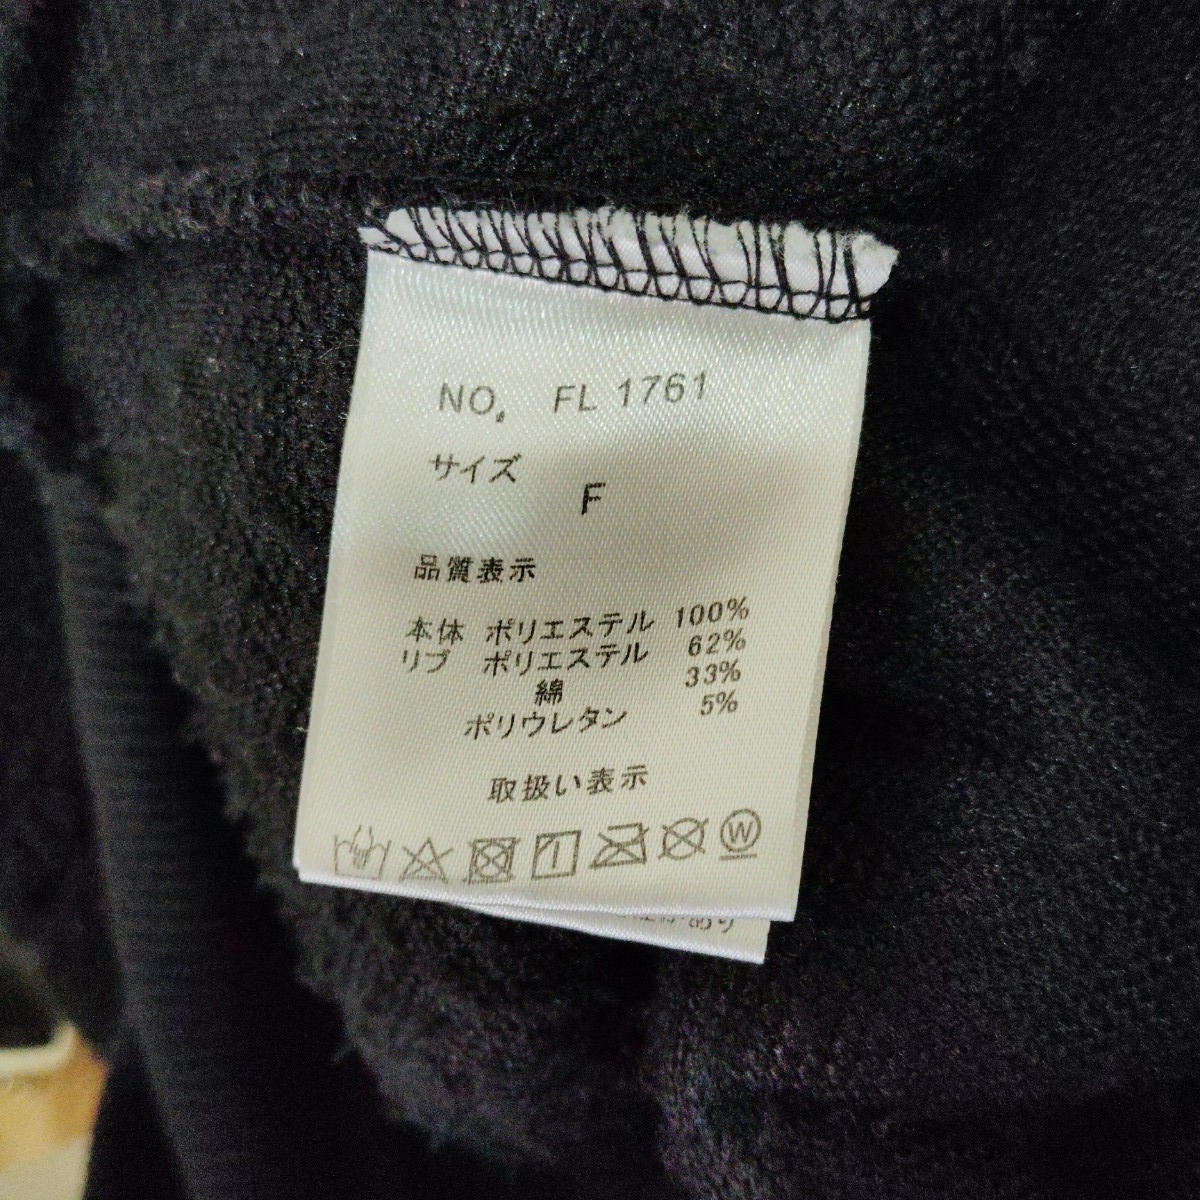 NO. FL 1761
サイズ
F
品質表示
本体 ポリエステル 100%
リブ ポリエステル 62%
綿 33%
ポリウレタン 5%
取扱い表示
W
あり